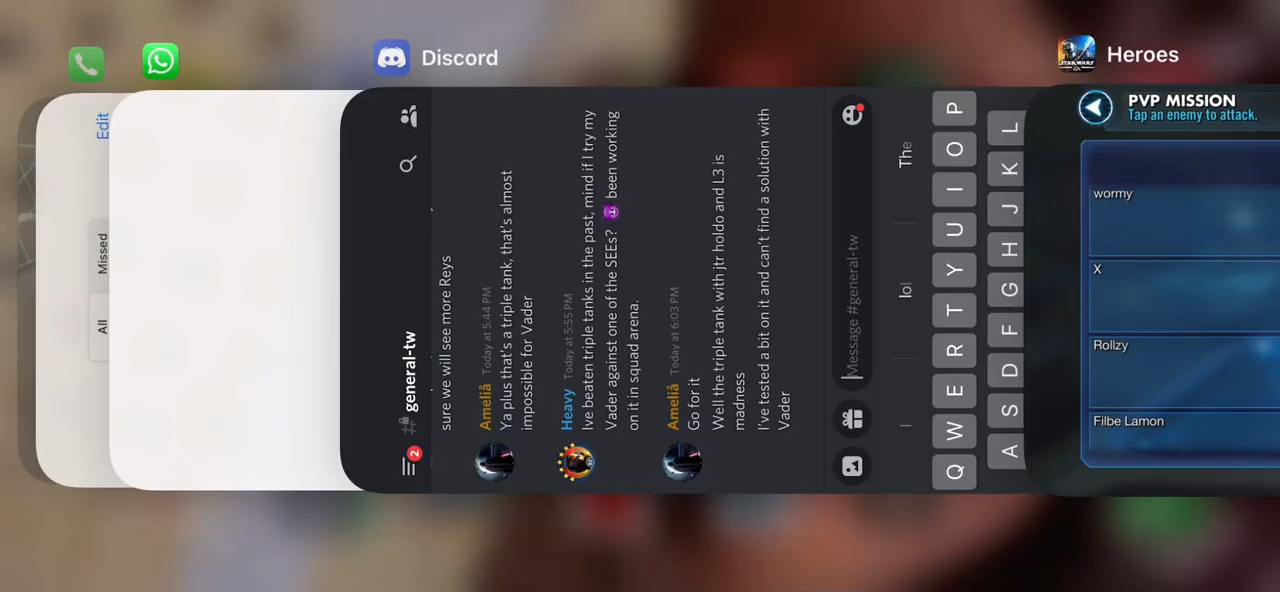 Discord
Heroes
Edit
All
Missed
2
# general-tw
sure we will see more Reys
Ameliå Today at 5:44 PM
Ya plus that's a triple tank, that's almost
impossible for Vader
Heavy Today at 5:55 PM
Ive beaten triple tanks in the past, mind if I try my
Vader against one of the SEEs? 😈 been working
on it in squad arena.
Ameliå Today at 6:03 PM
Go for it
Well the triple tank with jtr holdo and L3 is
madness
I've tested a bit on it and can't find a solution with
Vader
Message #general-tw
I
lol
The
Q W E R T Y U I O P
A S D F G H J K L
STAR WARS
PVP MISSION
Tap an enemy to attack.
wormy
X
Rollzy
Filbe Lamon